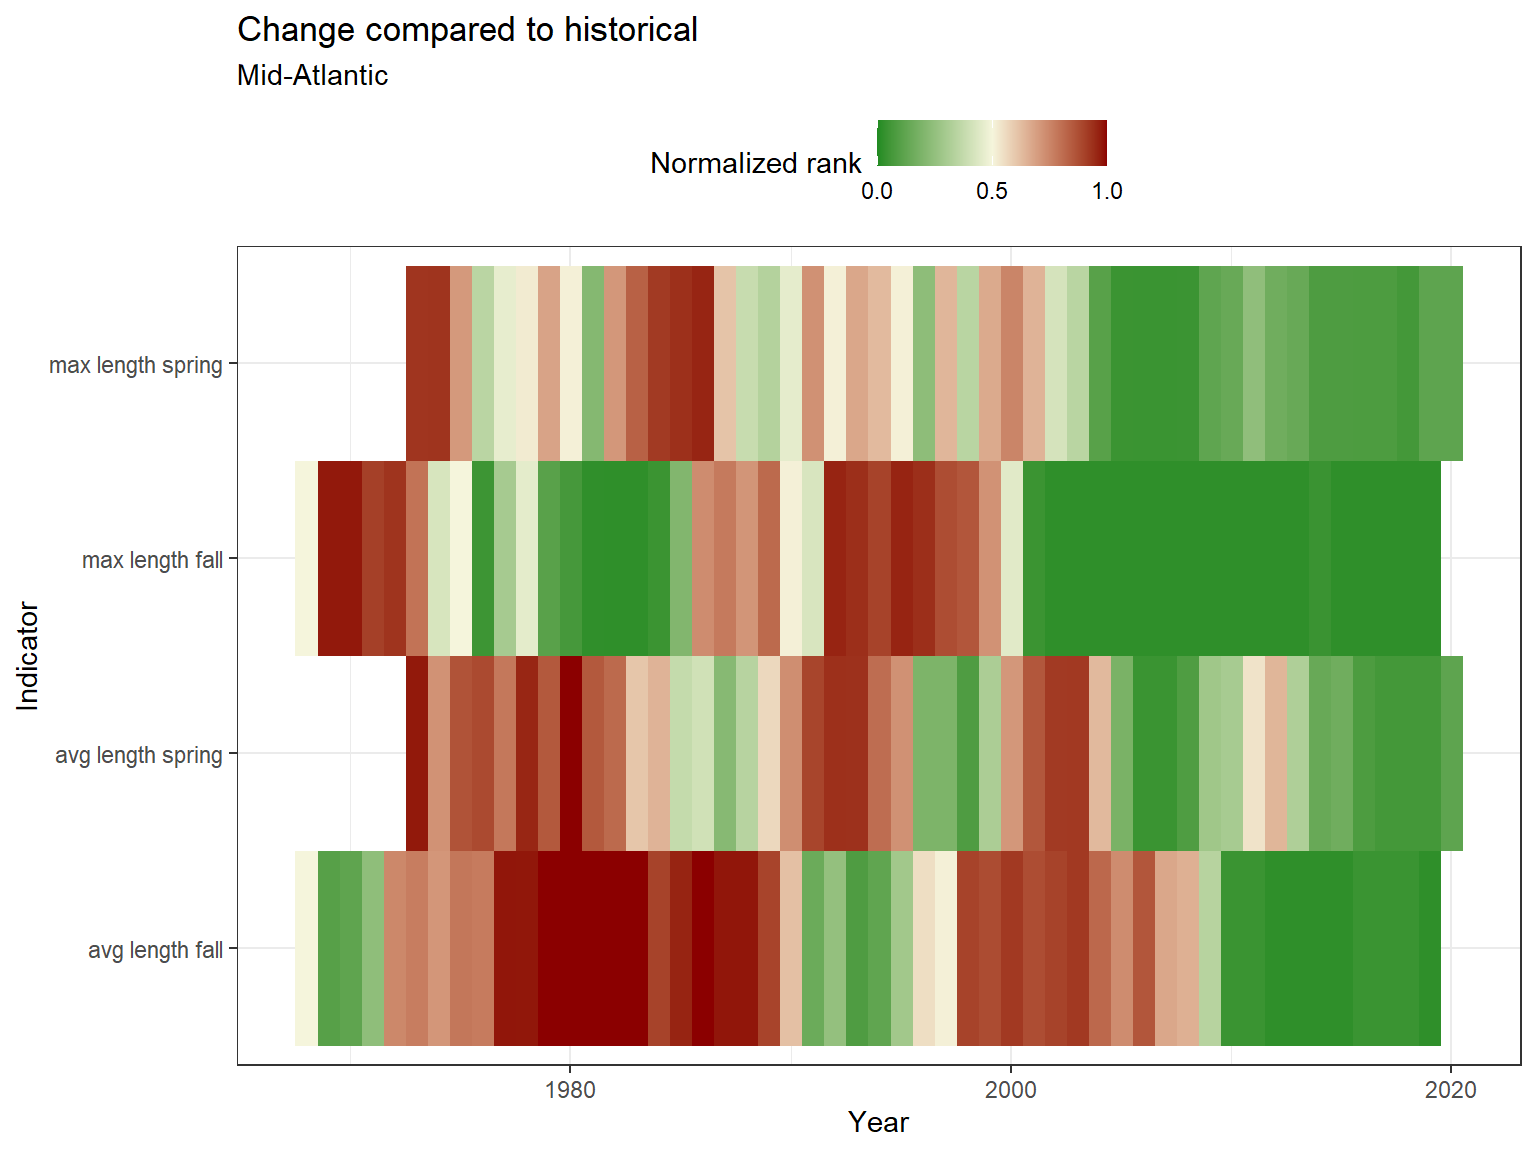 Change compared to historical
Mid-Atlantic
Normalized rank
0.0 0.5 1.0
max length spring
max length fall
avg length spring
avg length fall
Indicator
1980 2000 2020
Year